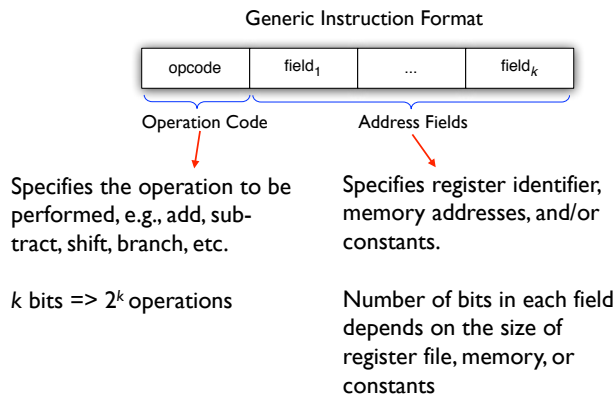 Generic Instruction Format
opcode field₁ ... fieldₖ
Operation Code Address Fields
Specifies the operation to be
performed, e.g., add, sub-
tract, shift, branch, etc.
k bits => 2ᵏ operations
Specifies register identifier,
memory addresses, and/or
constants.
Number of bits in each field
depends on the size of
register file, memory, or
constants